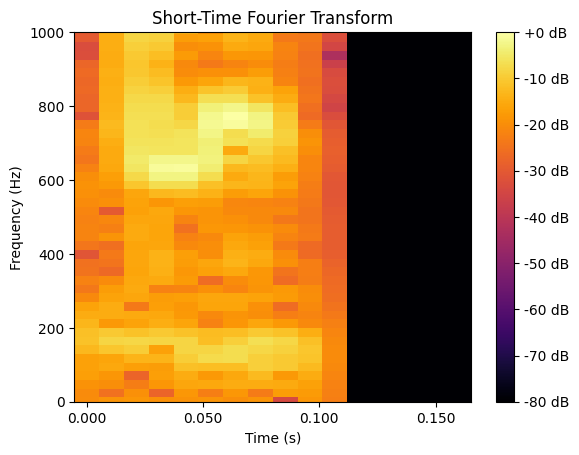 Short-Time Fourier Transform
1000
800
600
400
200
0
Frequency (Hz)
0.000
0.050
0.100
0.150
Time (s)
+0 dB
-10 dB
-20 dB
-30 dB
-40 dB
-50 dB
-60 dB
-70 dB
-80 dB